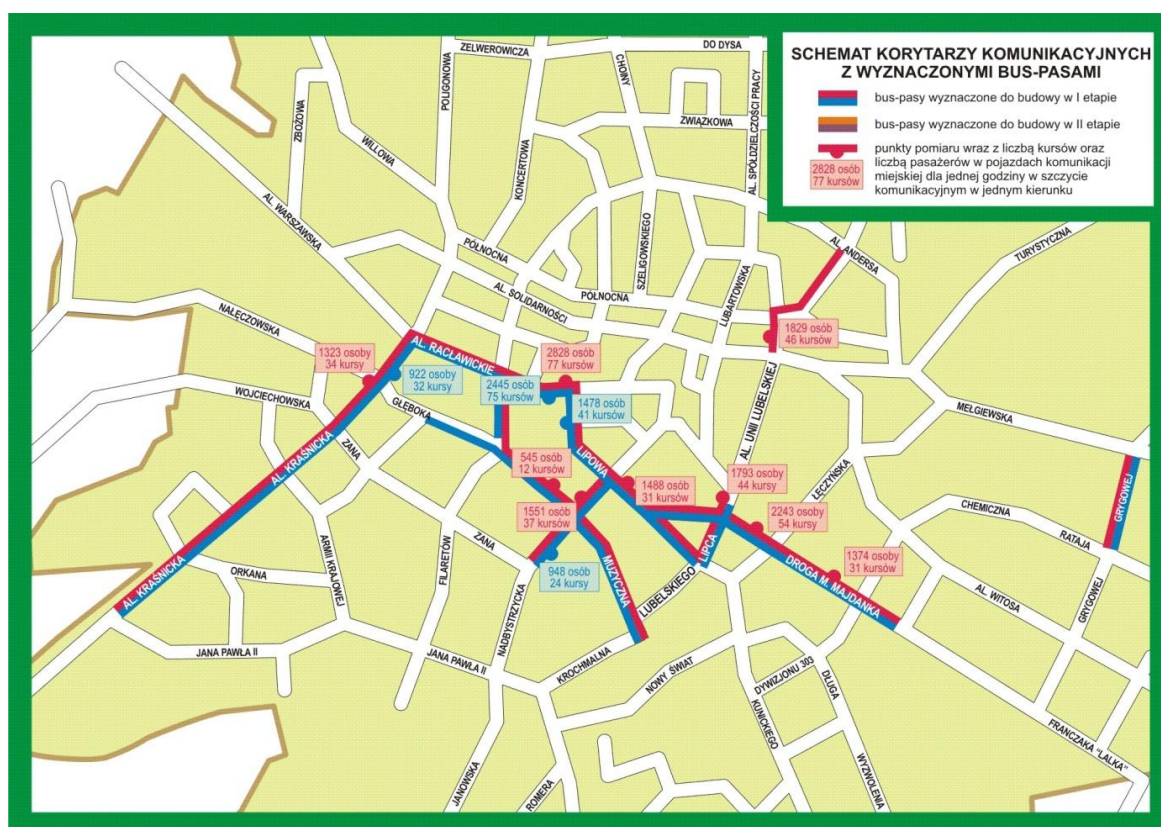 SCHEMAT KORYTARZY KOMUNIKACYJNYCH
Z WYZNACZONYMI BUS-PASAMI
bus-pasy wyznaczone do budowy w I etapie
bus-pasy wyznaczone do budowy w II etapie
2828 osób
77 kursów
punkty pomiaru wraz z liczbą kursów oraz
liczbą pasażerów w pojazdach komunikacji
miejskiej dla jednej godziny w szczycie
komunikacyjnym w jednym kierunku
ZELWEROWICZA
DO DYSA
CHOINY
POLIGONOWA
ZBOŻOWA
WILLOWA
KONCERTOWA
ZWIĄZKOWA
AL. SPÓŁDZIELCZOŚCI PRACY
AL. WARSZAWSKA
PÓŁNOCNA
SZELIGOWSKIEGO
AL. SOLIDARNOŚCI
PÓŁNOCNA
LUBARTOWSKA
AL. ANDERSA
TURYSTYCZNA
NAŁĘCZOWSKA
1829 osób
46 kursów
AL. RACŁAWICKIE
1323 osoby
34 kursy
922 osoby
32 kursy
2828 osób
77 kursów
2445 osób
75 kursów
1478 osób
41 kursów
WOJCIECHOWSKA
GŁĘBOKA
AL. UNII LUBELSKIEJ
MEŁGIEWSKA
ZANA
AL. KRAŚNICKA
LIPOWA
545 osób
12 kursów
1488 osób
31 kursów
1793 osoby
44 kursy
ŁĘCZYŃSKA
1551 osób
37 kursów
2243 osoby
54 kursy
CHEMICZNA
GRYGOWEJ
RATAJA
ARMII KRAJOWEJ
FILARETÓW
ZANA
948 osób
24 kursy
MUZYCZNA
LIPCA
1374 osoby
31 kursów
DROGA M. MAJDANKA
AL. WITOSA
GRYGOWEJ
ORKANA
AL. KRAŚNICKA
NADBYSTRZYCKA
LUBELSKIEGO
JANA PAWŁA II
JANA PAWŁA II
KROCHMALNA
NOWY ŚWIAT
DYWIZJONU 303
DŁUGA
KUNICKIEGO
FRANCZAKA "LALKA"
WYZWOLENIA
JANOWSKA
ROMERA